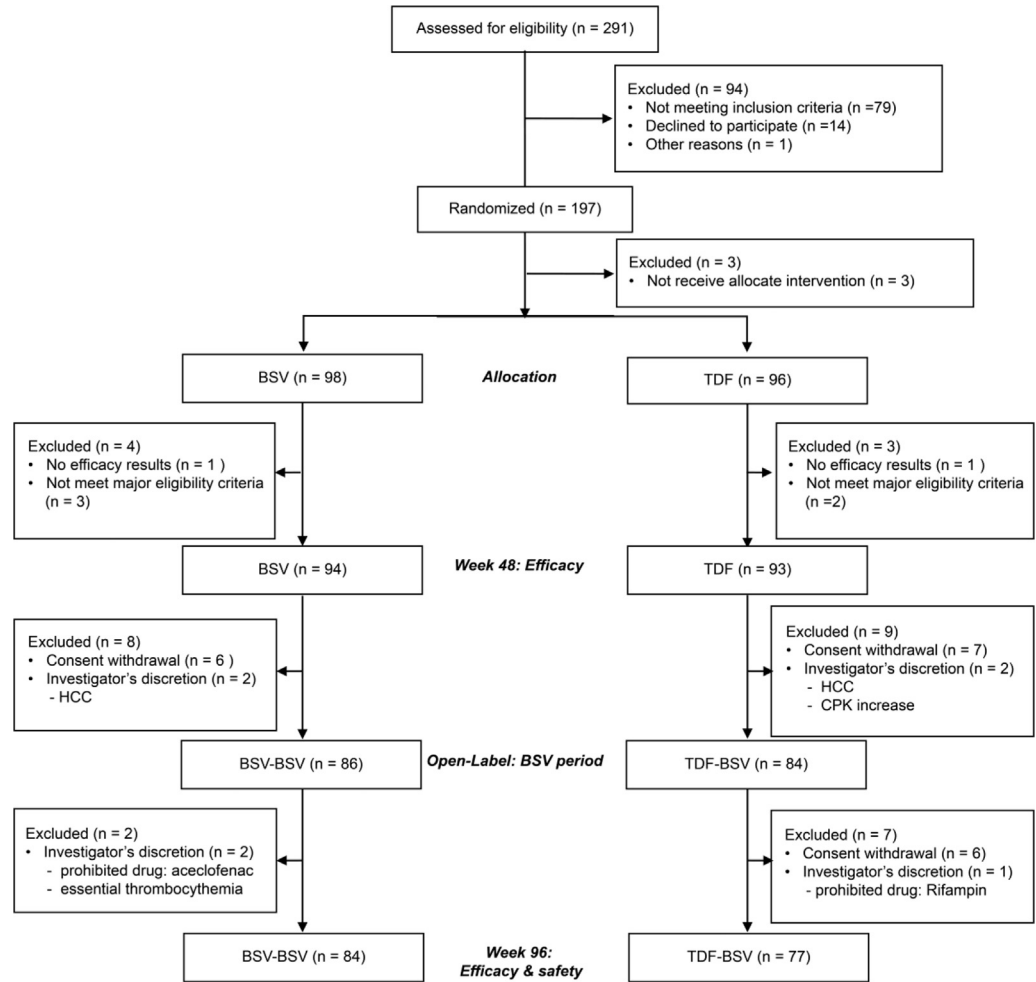 Assessed for eligibility (n = 291)
Excluded (n = 94)
• Not meeting inclusion criteria (n =79)
• Declined to participate (n =14)
• Other reasons (n = 1)
Randomized (n = 197)
Excluded (n = 3)
• Not receive allocate intervention (n = 3)
BSV (n = 98)
Allocation
TDF (n = 96)
Excluded (n = 4)
• No efficacy results (n = 1 )
• Not meet major eligibility criteria
(n = 3)
Excluded (n = 3)
• No efficacy results (n = 1 )
• Not meet major eligibility criteria
(n =2)
BSV (n = 94)
Week 48: Efficacy
TDF (n = 93)
Excluded (n = 8)
• Consent withdrawal (n = 6 )
• Investigator's discretion (n = 2)
- HCC
Excluded (n = 9)
• Consent withdrawal (n = 7)
• Investigator's discretion (n = 2)
- HCC
- CPK increase
BSV-BSV (n = 86)
Open-Label: BSV period
TDF-BSV (n = 84)
Excluded (n = 2)
• Investigator's discretion (n = 2)
- prohibited drug: aceclofenac
- essential thrombocythemia
Excluded (n = 7)
• Consent withdrawal (n = 6)
• Investigator's discretion (n = 1)
- prohibited drug: Rifampin
BSV-BSV (n = 84)
Week 96:
Efficacy & safety
TDF-BSV (n = 77)